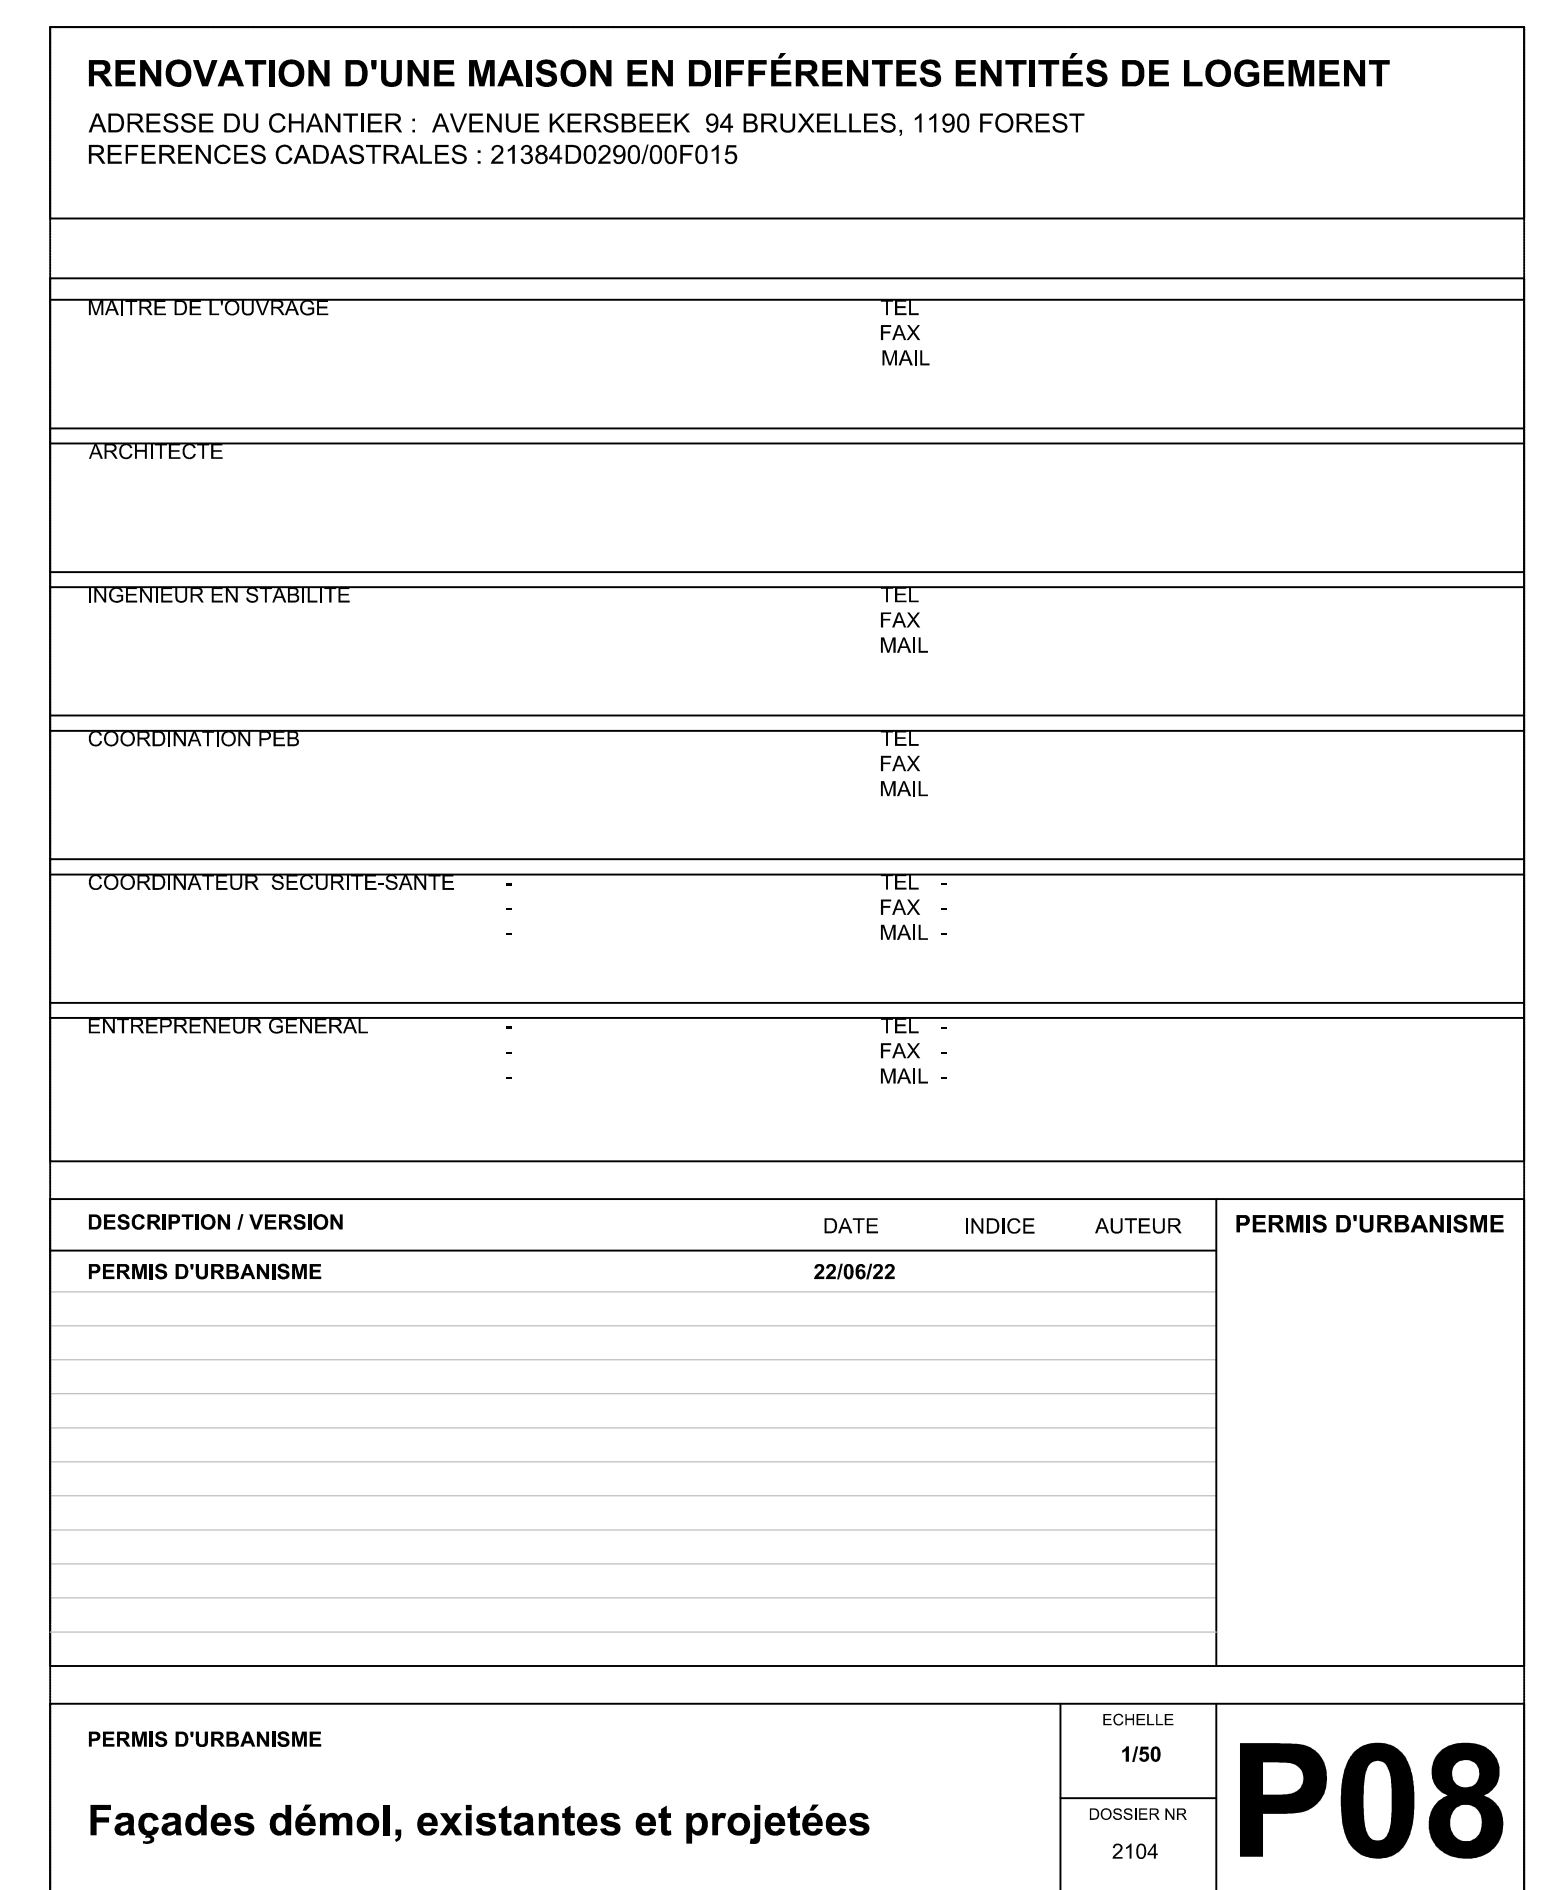 RENOVATION D'UNE MAISON EN DIFFÉRENTES ENTITÉS DE LOGEMENT
ADRESSE DU CHANTIER : AVENUE KERSBEEK 94 BRUXELLES, 1190 FOREST
REFERENCES CADASTRALES : 21384D0290/00F015
MAITRE DE L'OUVRAGE TEL
FAX
MAIL
ARCHITECTE
INGENIEUR EN STABILITE TEL
FAX
MAIL
COORDINATION PEB TEL
FAX
MAIL
COORDINATEUR SECURITE-SANTE - TEL -
- FAX -
- MAIL -
ENTREPRENEUR GENERAL - TEL -
- FAX -
- MAIL -
DESCRIPTION / VERSION DATE INDICE AUTEUR PERMIS D'URBANISME
PERMIS D'URBANISME 22/06/22
PERMIS D'URBANISME
Façades démol, existantes et projetées
ECHELLE
1/50
DOSSIER NR
2104
P08